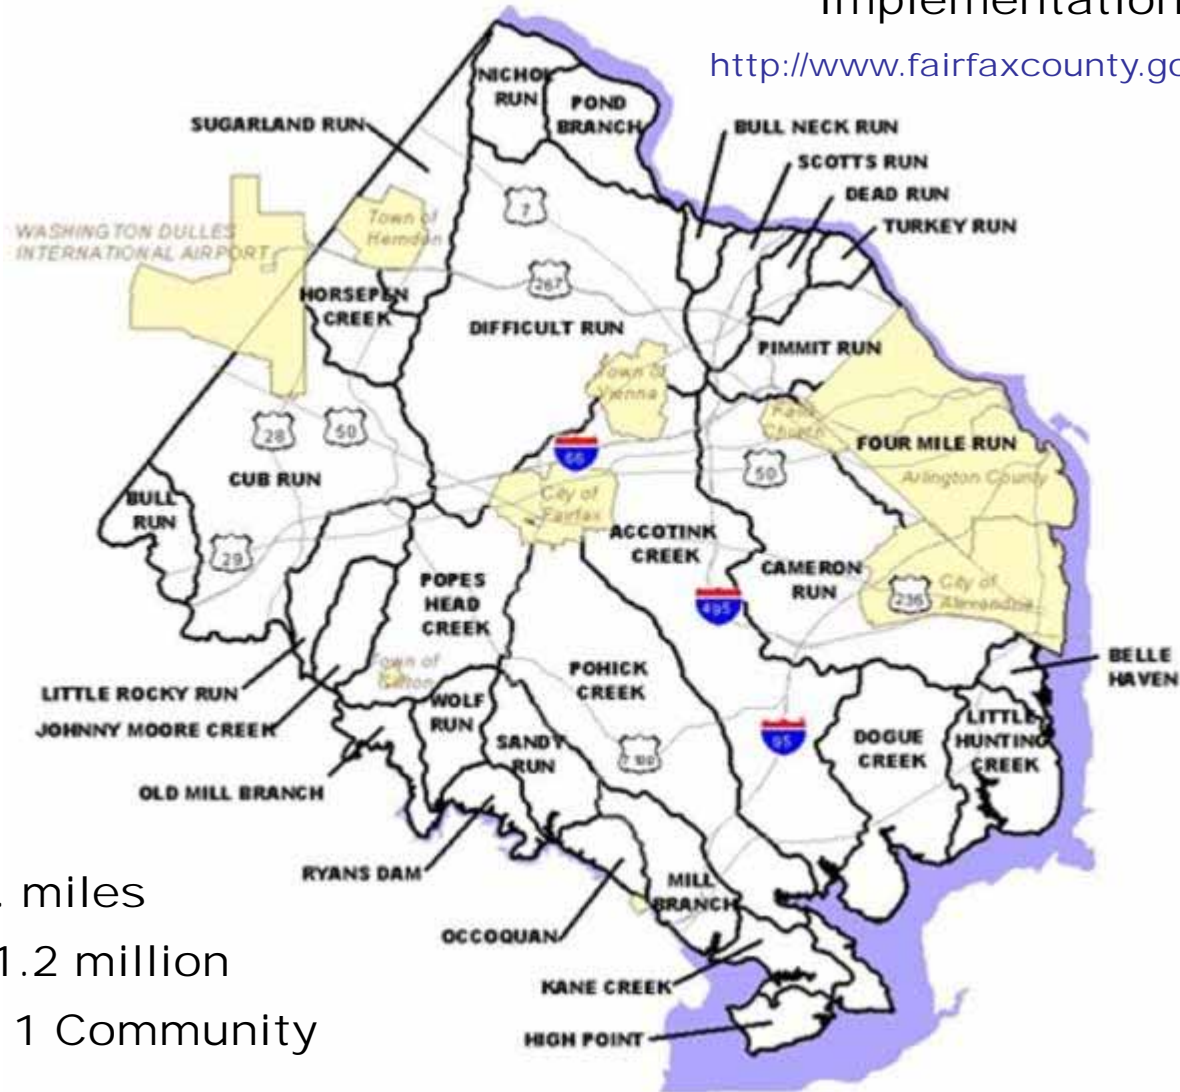 Implementation
http://www.fairfaxcounty.go
NICHOL
RUN
POND
BRANCH
SUGARLAND RUN
BULL NECK RUN
SCOTTS RUN
DEAD RUN
TURKEY RUN
7
Town of
Herndon
WASHINGTON DULLES
INTERNATIONAL AIRPORT
267
HORSEPEN
CREEK
DIFFICULT RUN
PIMMIT RUN
Town of
Vienna
Falls
Church
28
50
66
50
FOUR MILE RUN
Arlington County
CUB RUN
BULL
RUN
City of
Fairfax
29
ACCOTINK
CREEK
CAMERON
RUN
495
236
City of
Alexandria
POPES
HEAD
CREEK
Town of
Clifton
POHICK
CREEK
BELLE
HAVEN
LITTLE ROCKY RUN
JOHNNY MOORE CREEK
WOLF
RUN
SANDY
RUN
7100
95
DOGUE
CREEK
LITTLE
HUNTING
CREEK
OLD MILL BRANCH
RYANS DAM
MILL
BRANCH
. miles
OCCOQUAN
1.2 million
KANE CREEK
1 Community
HIGH POINT